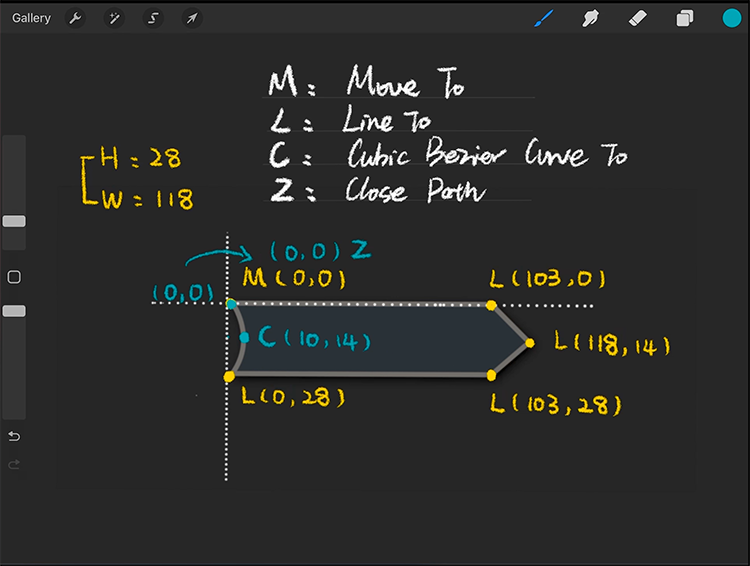 Gallery
M: Move To
L: Line To
C: Cubic Bezier Curve To
Z: Close Path
H = 28
W = 118
(0,0) Z
(0,0)
M(0,0)
L(103,0)
C(10,14)
L(118,14)
L(0,28)
L(103,28)